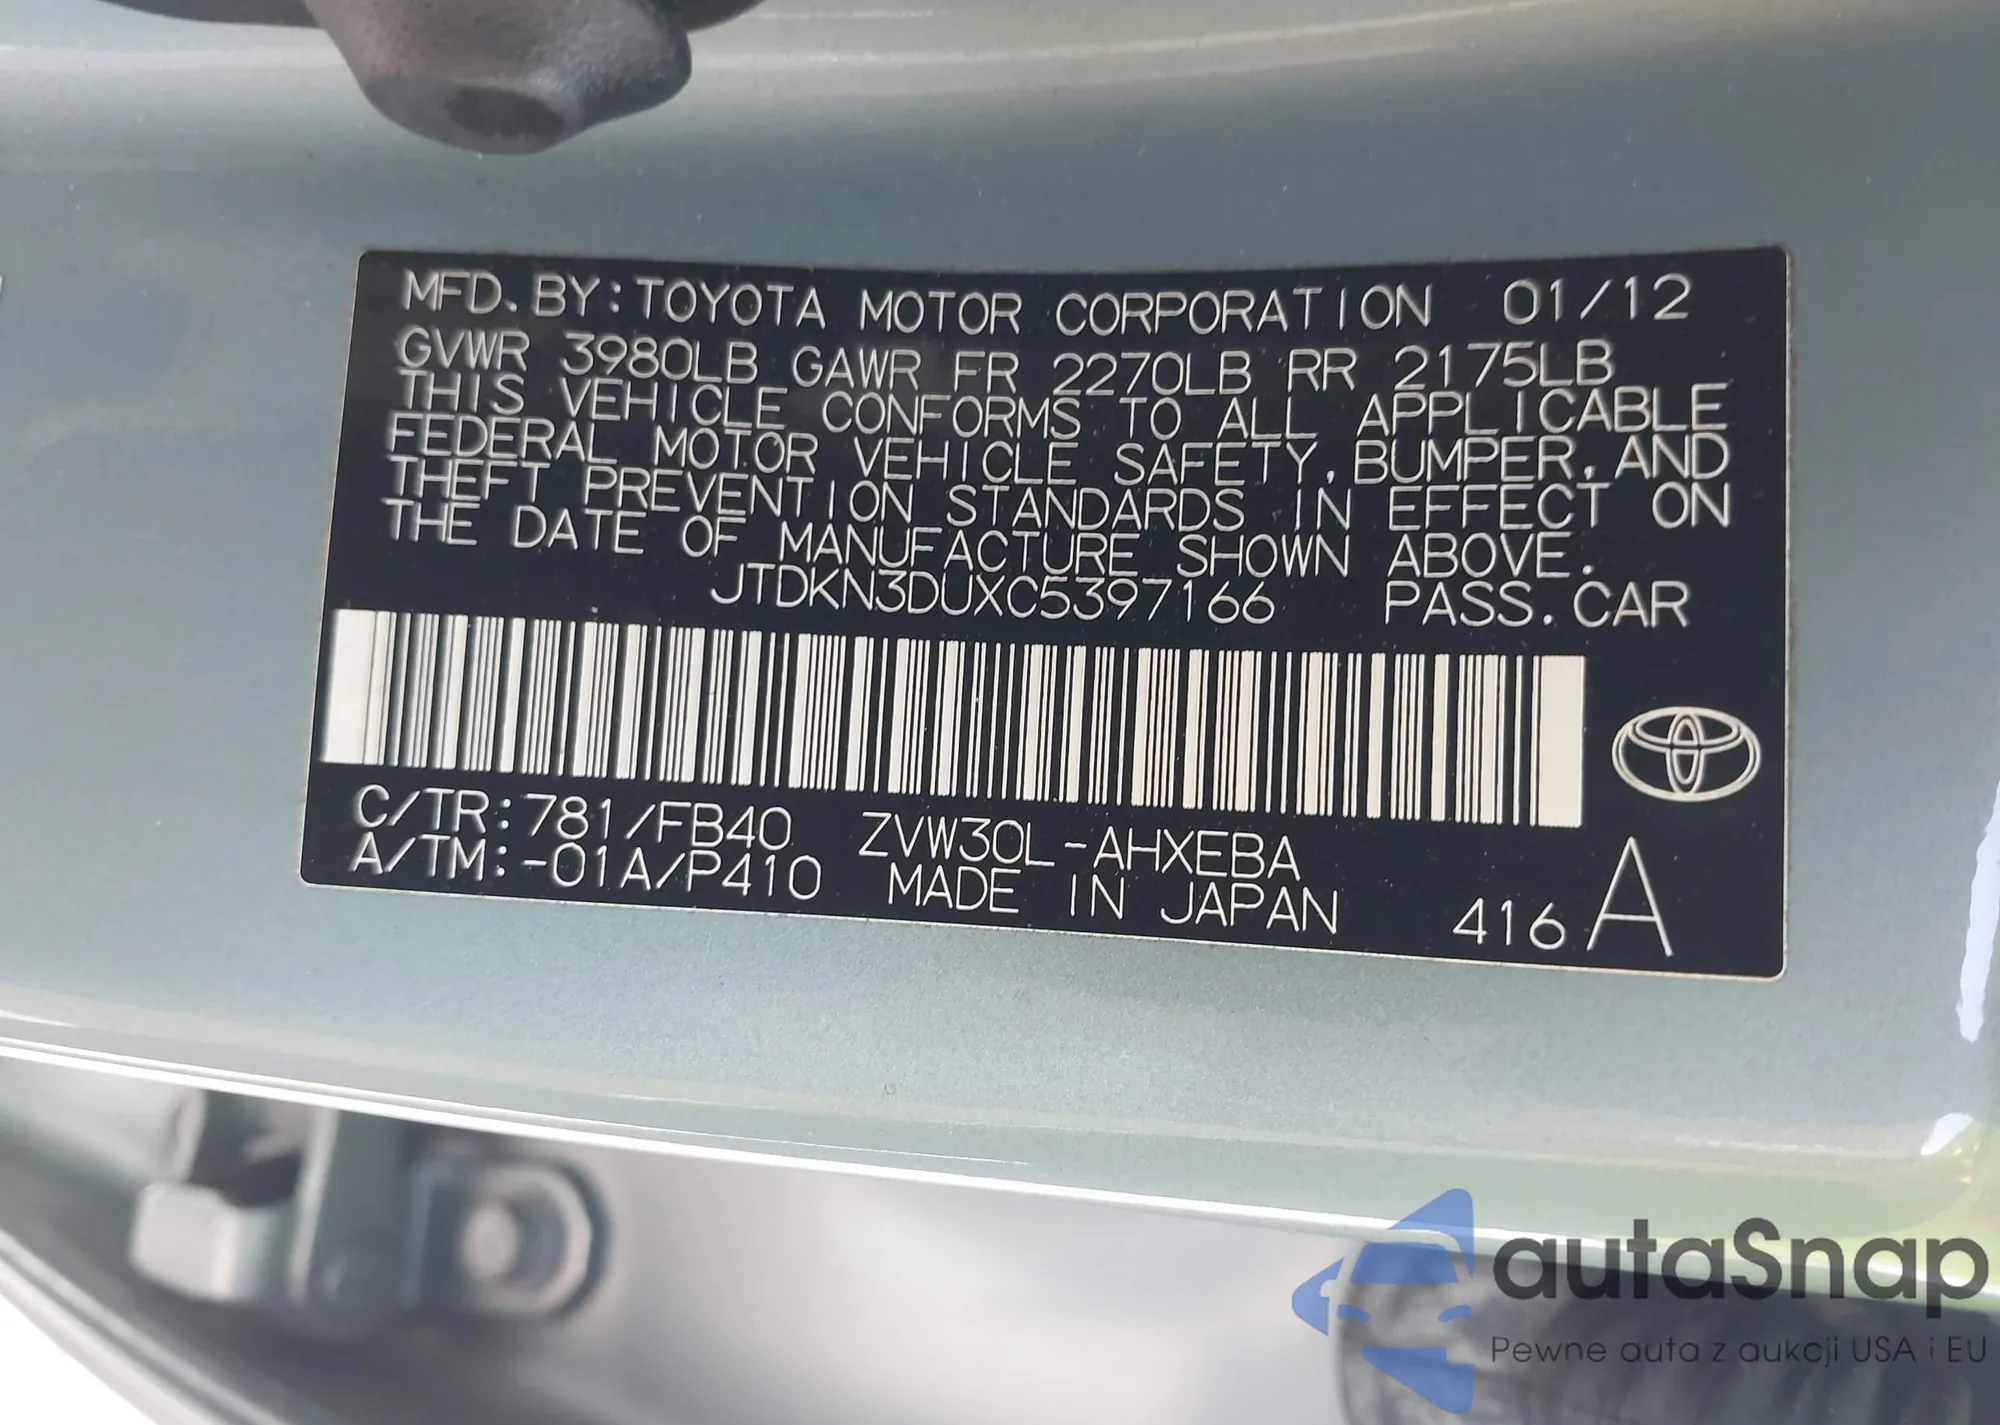 MFD. BY: TOYOTA MOTOR CORPORATION 01/12
GVWR 3980LB GAWR FR 2270LB RR 2175LB
THIS VEHICLE CONFORMS TO ALL APPLICABLE
FEDERAL MOTOR VEHICLE SAFETY, BUMPER, AND
THEFT PREVENTION STANDARDS IN EFFECT ON
THE DATE OF MANUFACTURE SHOWN ABOVE.
JTDKN3DUXC5397166 PASS. CAR
C/TR: 781/FB40 ZVW30L-AHXEBA
A/TM: -01A/P410 MADE IN JAPAN 416 A
autaSnap
Pewne auta z aukcji USA i EU